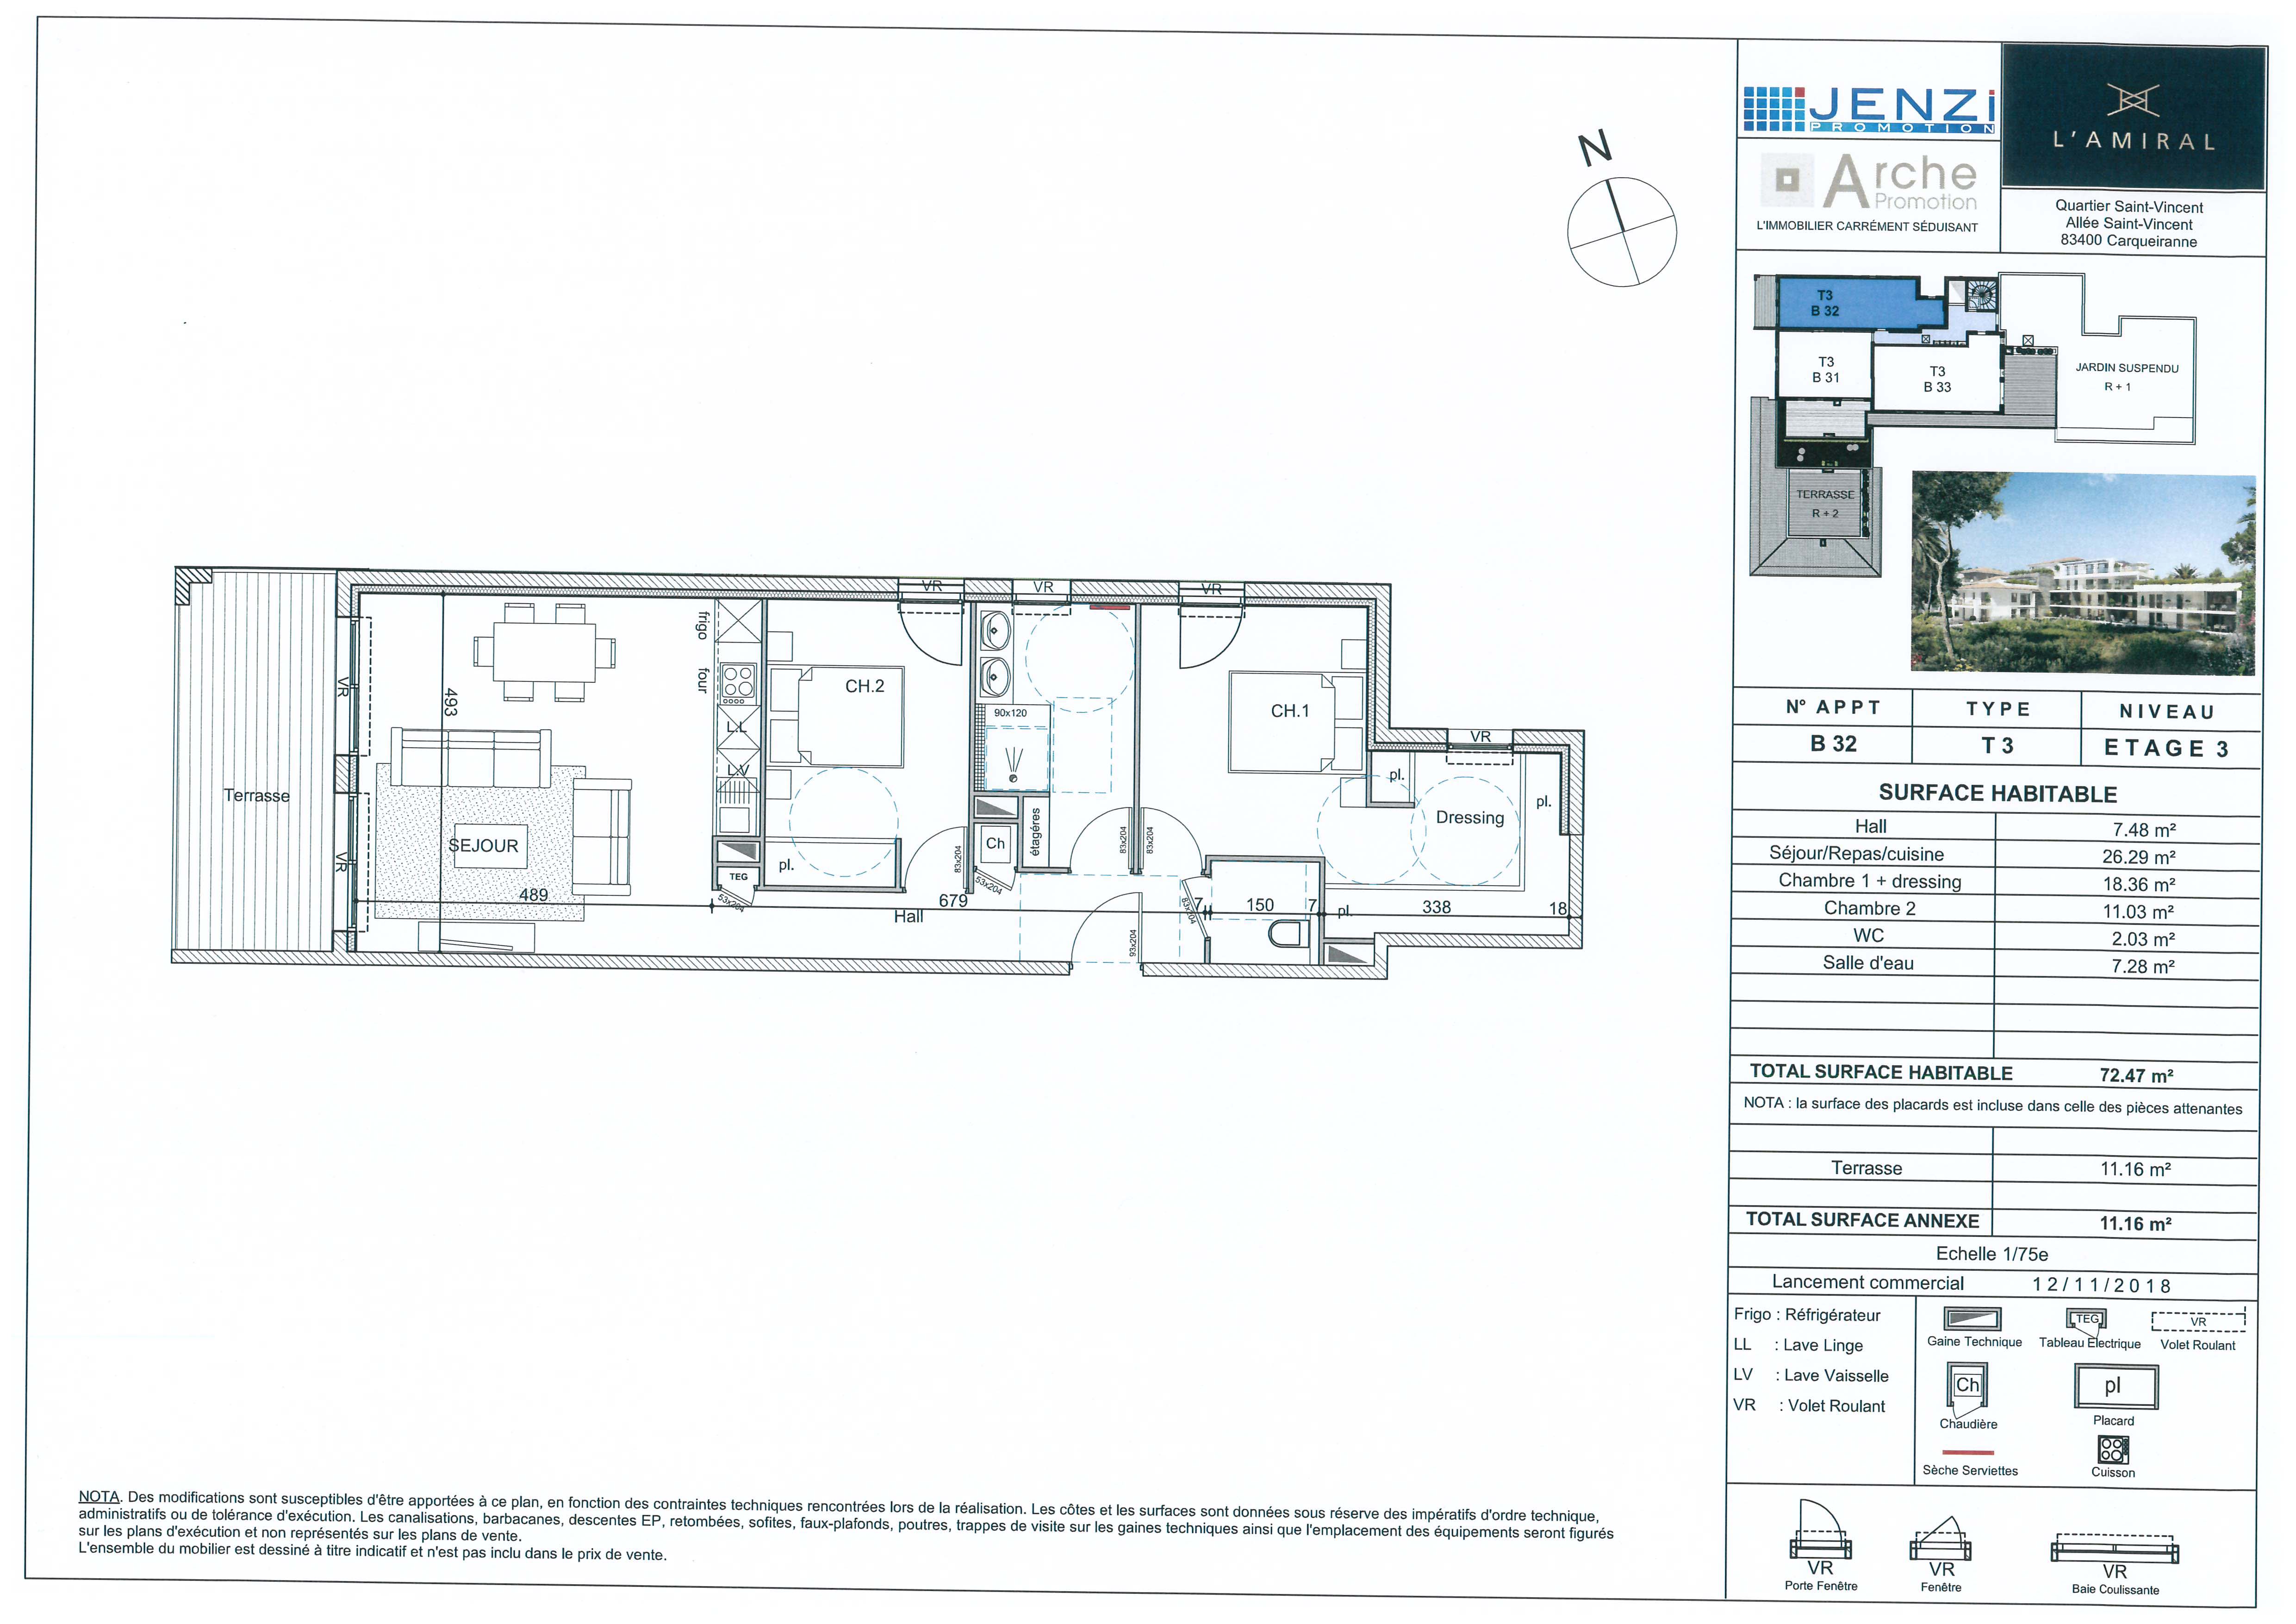 N
JENZi
PROMOTION
Arche
Promotion
L'IMMOBILIER CARRÉMENT SÉDUISANT
L'AMIRAL
Quartier Saint-Vincent
Allée Saint-Vincent
83400 Carqueiranne
T3
B 32
T3
B 31
T3
B 33
JARDIN SUSPENDU
R + 1
TERRASSE
R + 2
N° APPT
TYPE
NIVEAU
B 32
T 3
ETAGE 3
SURFACE HABITABLE
Hall 7.48 m²
Séjour/Repas/cuisine 26.29 m²
Chambre 1 + dressing 18.36 m²
Chambre 2 11.03 m²
WC 2.03 m²
Salle d'eau 7.28 m²
TOTAL SURFACE HABITABLE 72.47 m²
NOTA : la surface des placards est incluse dans celle des pièces attenantes
Terrasse 11.16 m²
TOTAL SURFACE ANNEXE 11.16 m²
Echelle 1/75e
Lancement commercial 12/11/2018
Frigo : Réfrigérateur
LL : Lave Linge
LV : Lave Vaisselle
VR : Volet Roulant
Gaine Technique
TEG
Tableau Electrique
VR
Volet Roulant
Ch
Chaudière
pl
Placard
Sèche Serviettes
Cuisson
VR
Porte Fenêtre
VR
Fenêtre
VR
Baie Coulissante
VR
VR
VR
VR
VR
VR
Terrasse
SEJOUR
493
489
frigo
four
L.L
L.V
TEG
53x204
CH.2
pl.
83x204
679
Hall
90x120
Ch
53x204
étagères
83x204
83x204
93x204
CH.1
83x204
7
150
7
pl.
338
18
pl.
Dressing
pl.
NOTA. Des modifications sont susceptibles d'être apportées à ce plan, en fonction des contraintes techniques rencontrées lors de la réalisation. Les côtes et les surfaces sont données sous réserve des impératifs d'ordre technique,
administratifs ou de tolérance d'exécution. Les canalisations, barbacanes, descentes EP, retombées, sofites, faux-plafonds, poutres, trappes de visite sur les gaines techniques ainsi que l'emplacement des équipements seront figurés
sur les plans d'exécution et non représentés sur les plans de vente.
L'ensemble du mobilier est dessiné à titre indicatif et n'est pas inclu dans le prix de vente.